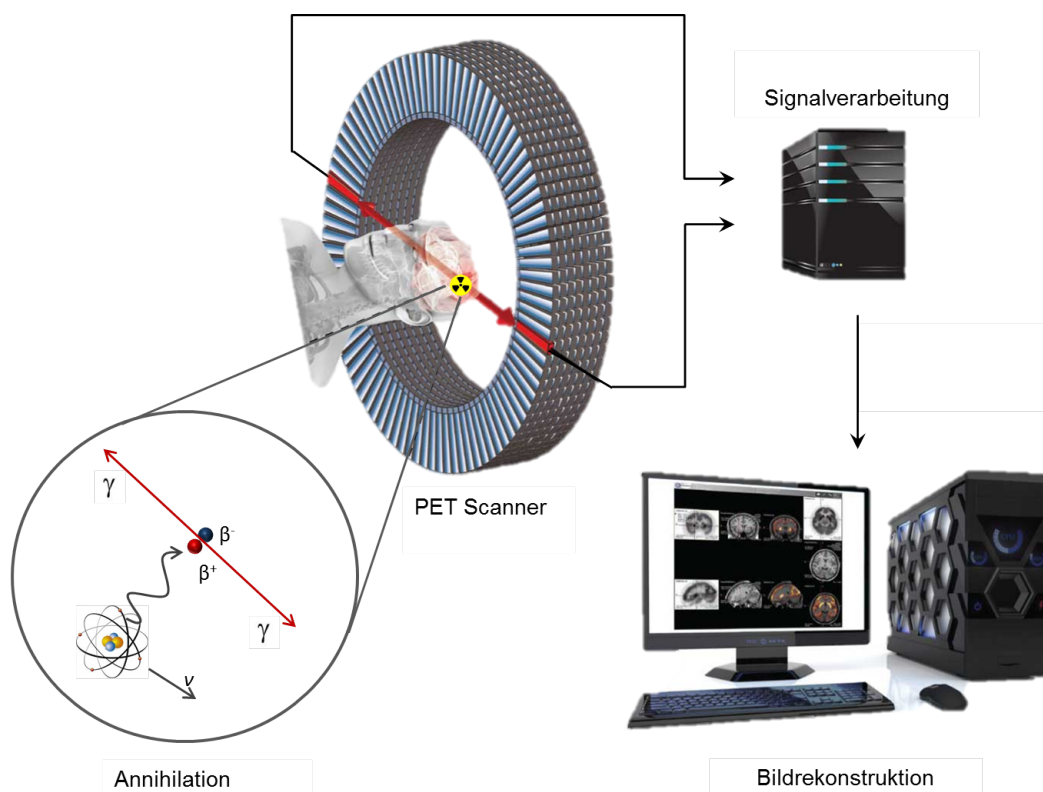 Signalverarbeitung
PET Scanner
γ
β⁻
β⁺
γ
ν
Annihilation
Bildrekonstruktion